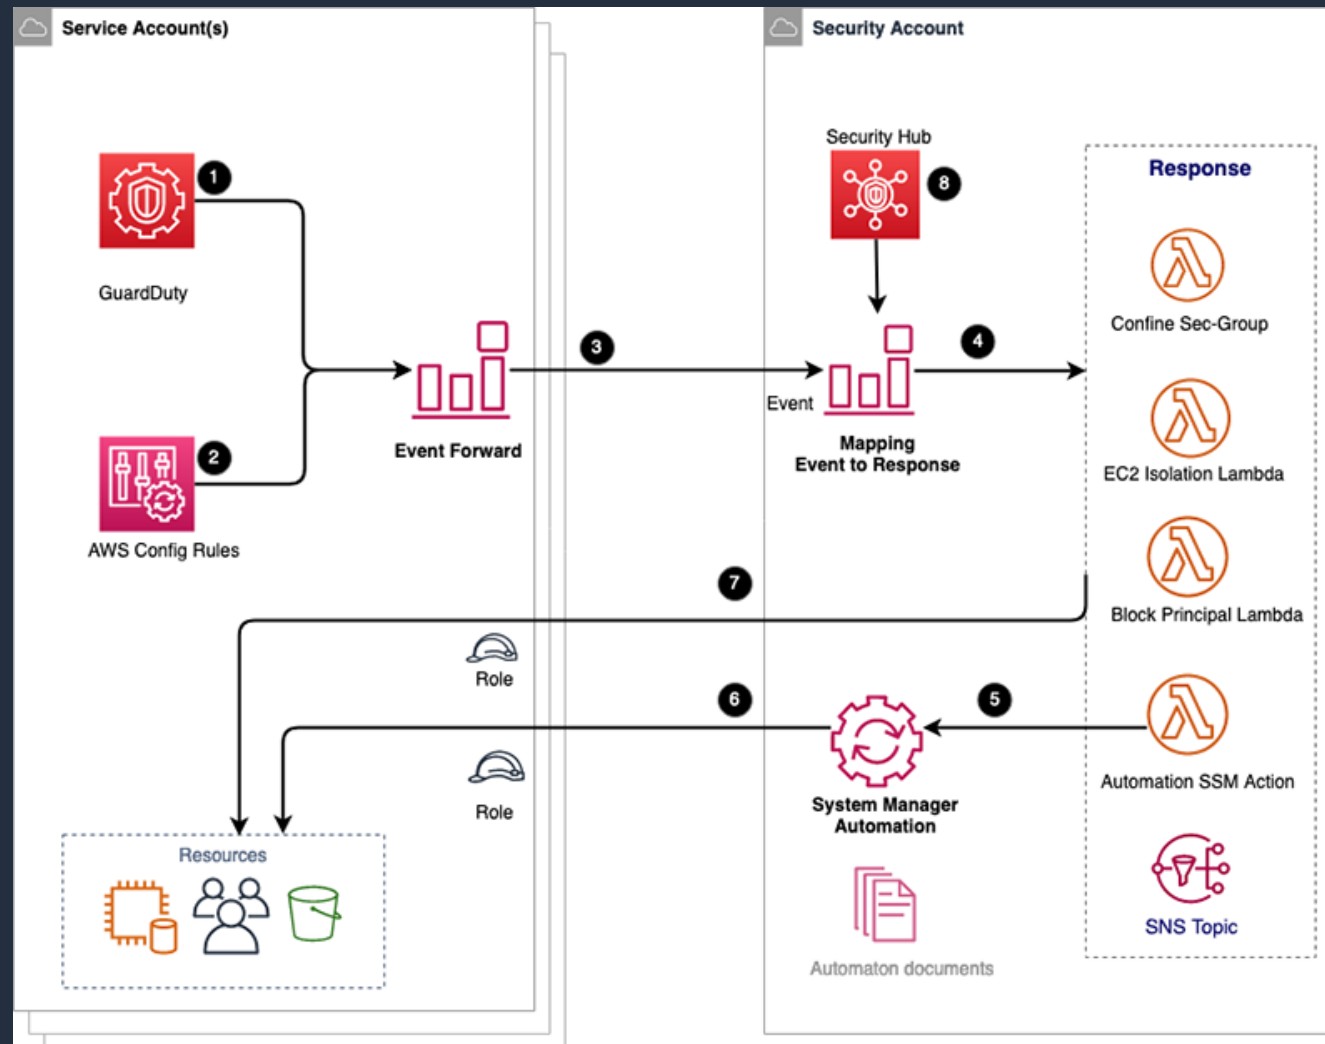 Service Account(s)
Security Account
Security Hub
8
Response
1
GuardDuty
Confine Sec-Group
3
4
Event
Event Forward
Mapping
Event to Response
2
AWS Config Rules
EC2 Isolation Lambda
7
Block Principal Lambda
Role
6
5
Role
System Manager
Automation
Automation SSM Action
Resources
SNS Topic
Automaton documents